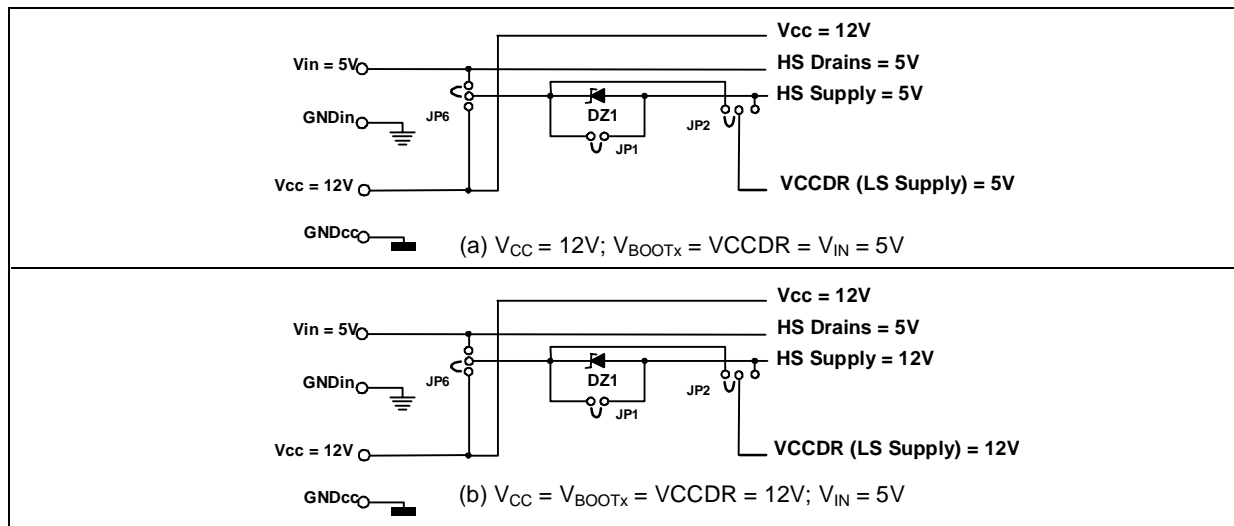 Vcc = 12V
Vin = 5V
HS Drains = 5V
HS Supply = 5V
DZ1
JP6
JP2
GNDin
JP1
Vcc = 12V
VCCDR (LS Supply) = 5V
GNDcc
(a) VCC = 12V; VBOOTx = VCCDR = VIN = 5V
Vcc = 12V
Vin = 5V
HS Drains = 5V
HS Supply = 12V
DZ1
JP6
JP2
GNDin
JP1
Vcc = 12V
VCCDR (LS Supply) = 12V
GNDcc
(b) VCC = VBOOTx = VCCDR = 12V; VIN = 5V